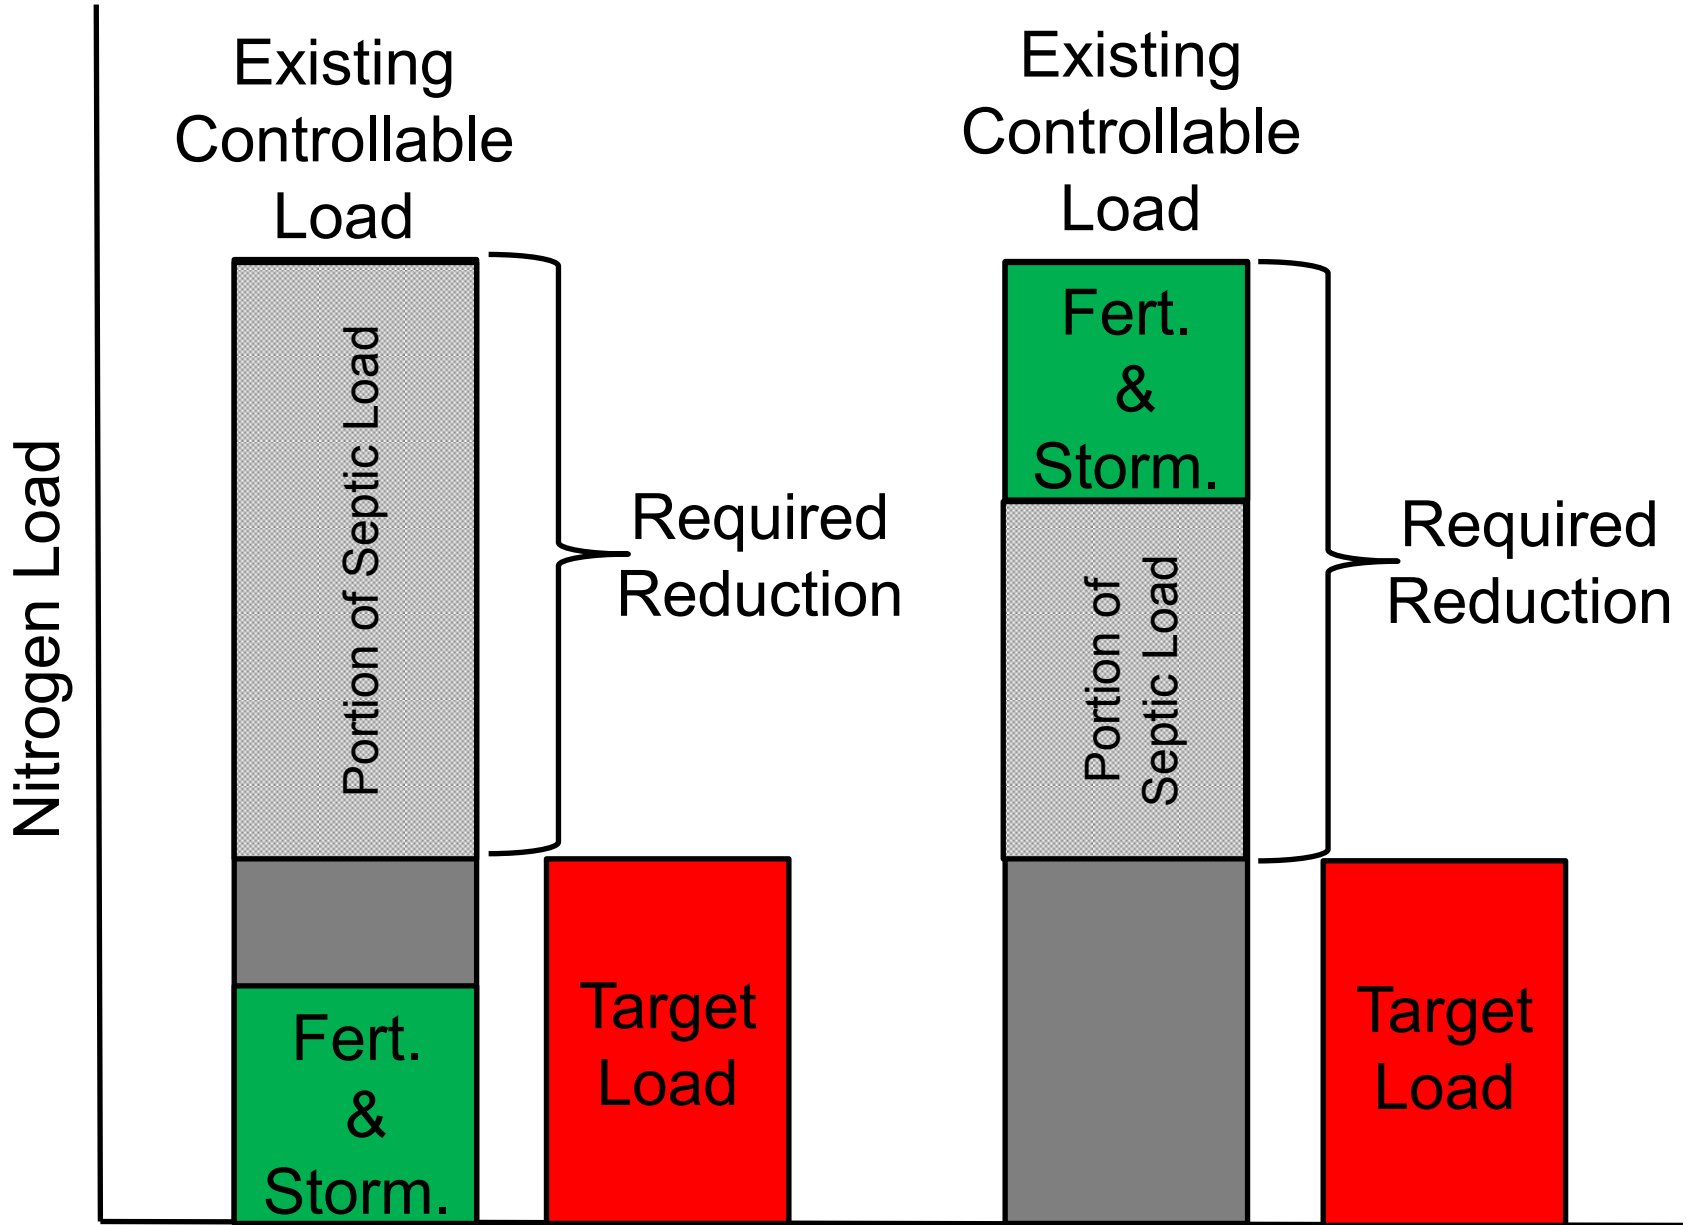 Nitrogen Load
Existing
Controllable
Load
Portion of Septic Load
Required
Reduction
Fert.
&
Storm.
Target
Load
Existing
Controllable
Load
Fert.
&
Storm.
Portion of
Septic Load
Required
Reduction
Target
Load